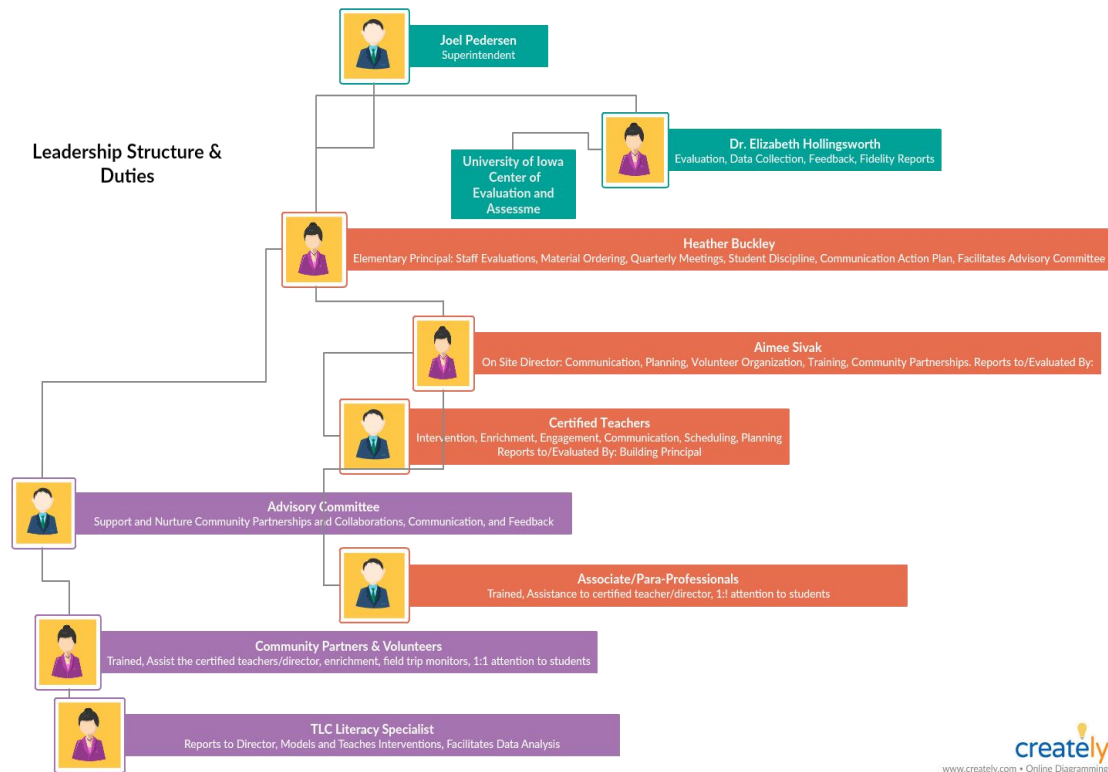 Joel Pedersen
Superintendent
Leadership Structure &
Duties
Dr. Elizabeth Hollingsworth
Evaluation, Data Collection, Feedback, Fidelity Reports
University of Iowa
Center of
Evaluation and
Assessme
Heather Buckley
Elementary Principal: Staff Evaluations, Material Ordering, Quarterly Meetings, Student Discipline, Communication Action Plan, Facilitates Advisory Committee
Aimee Sivak
On Site Director: Communication, Planning, Volunteer Organization, Training, Community Partnerships. Reports to/Evaluated By:
Certified Teachers
Intervention, Enrichment, Engagement, Communication, Scheduling, Planning
Reports to/Evaluated By: Building Principal
Advisory Committee
Support and Nurture Community Partnerships and Collaborations, Communication, and Feedback
Associate/Para-Professionals
Trained, Assistance to certified teacher/director, 1:! attention to students
Community Partners & Volunteers
Trained, Assist the certified teachers/director, enrichment, field trip monitors, 1:1 attention to students
TLC Literacy Specialist
Reports to Director, Models and Teaches Interventions, Facilitates Data Analysis
creately
www.creately.com • Online Diagramming